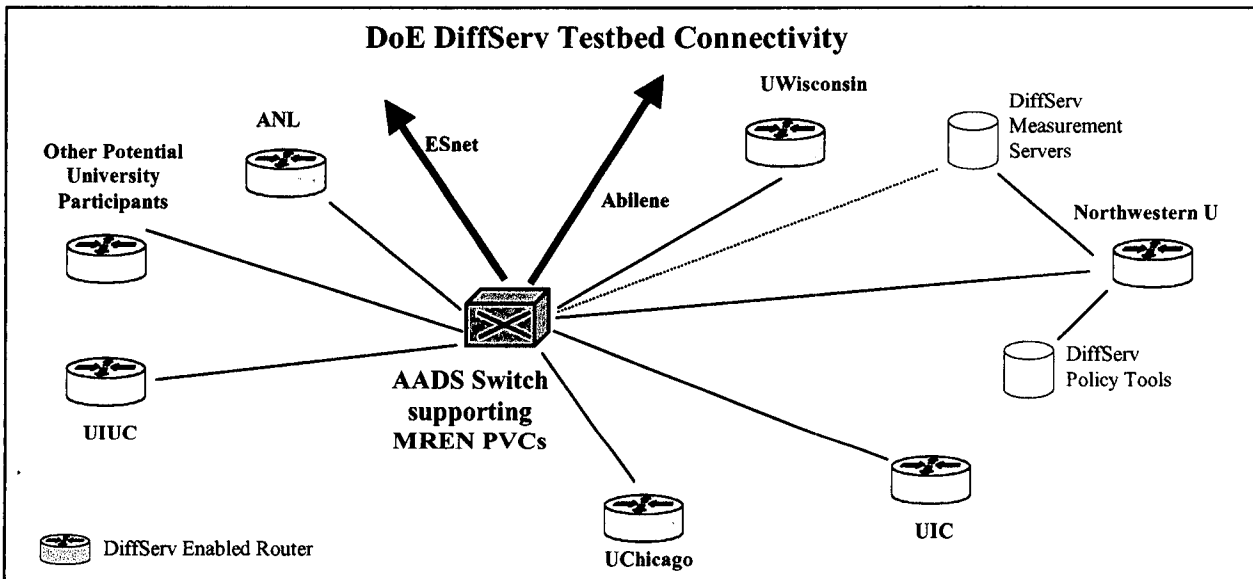 DoE DiffServ Testbed Connectivity
UWisconsin
DiffServ
Measurement
Servers
ANL
ESnet
Other Potential
University
Participants
Abilene
Northwestern U
AADS Switch
supporting
MREN PVCs
DiffServ
Policy Tools
UIUC
UIC
UChicago
DiffServ Enabled Router